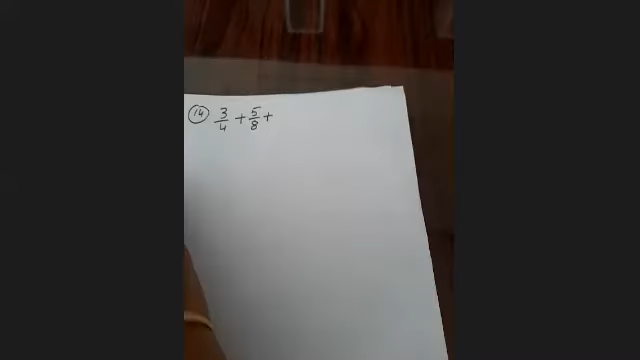 (14) 3/4 + 5/8 +